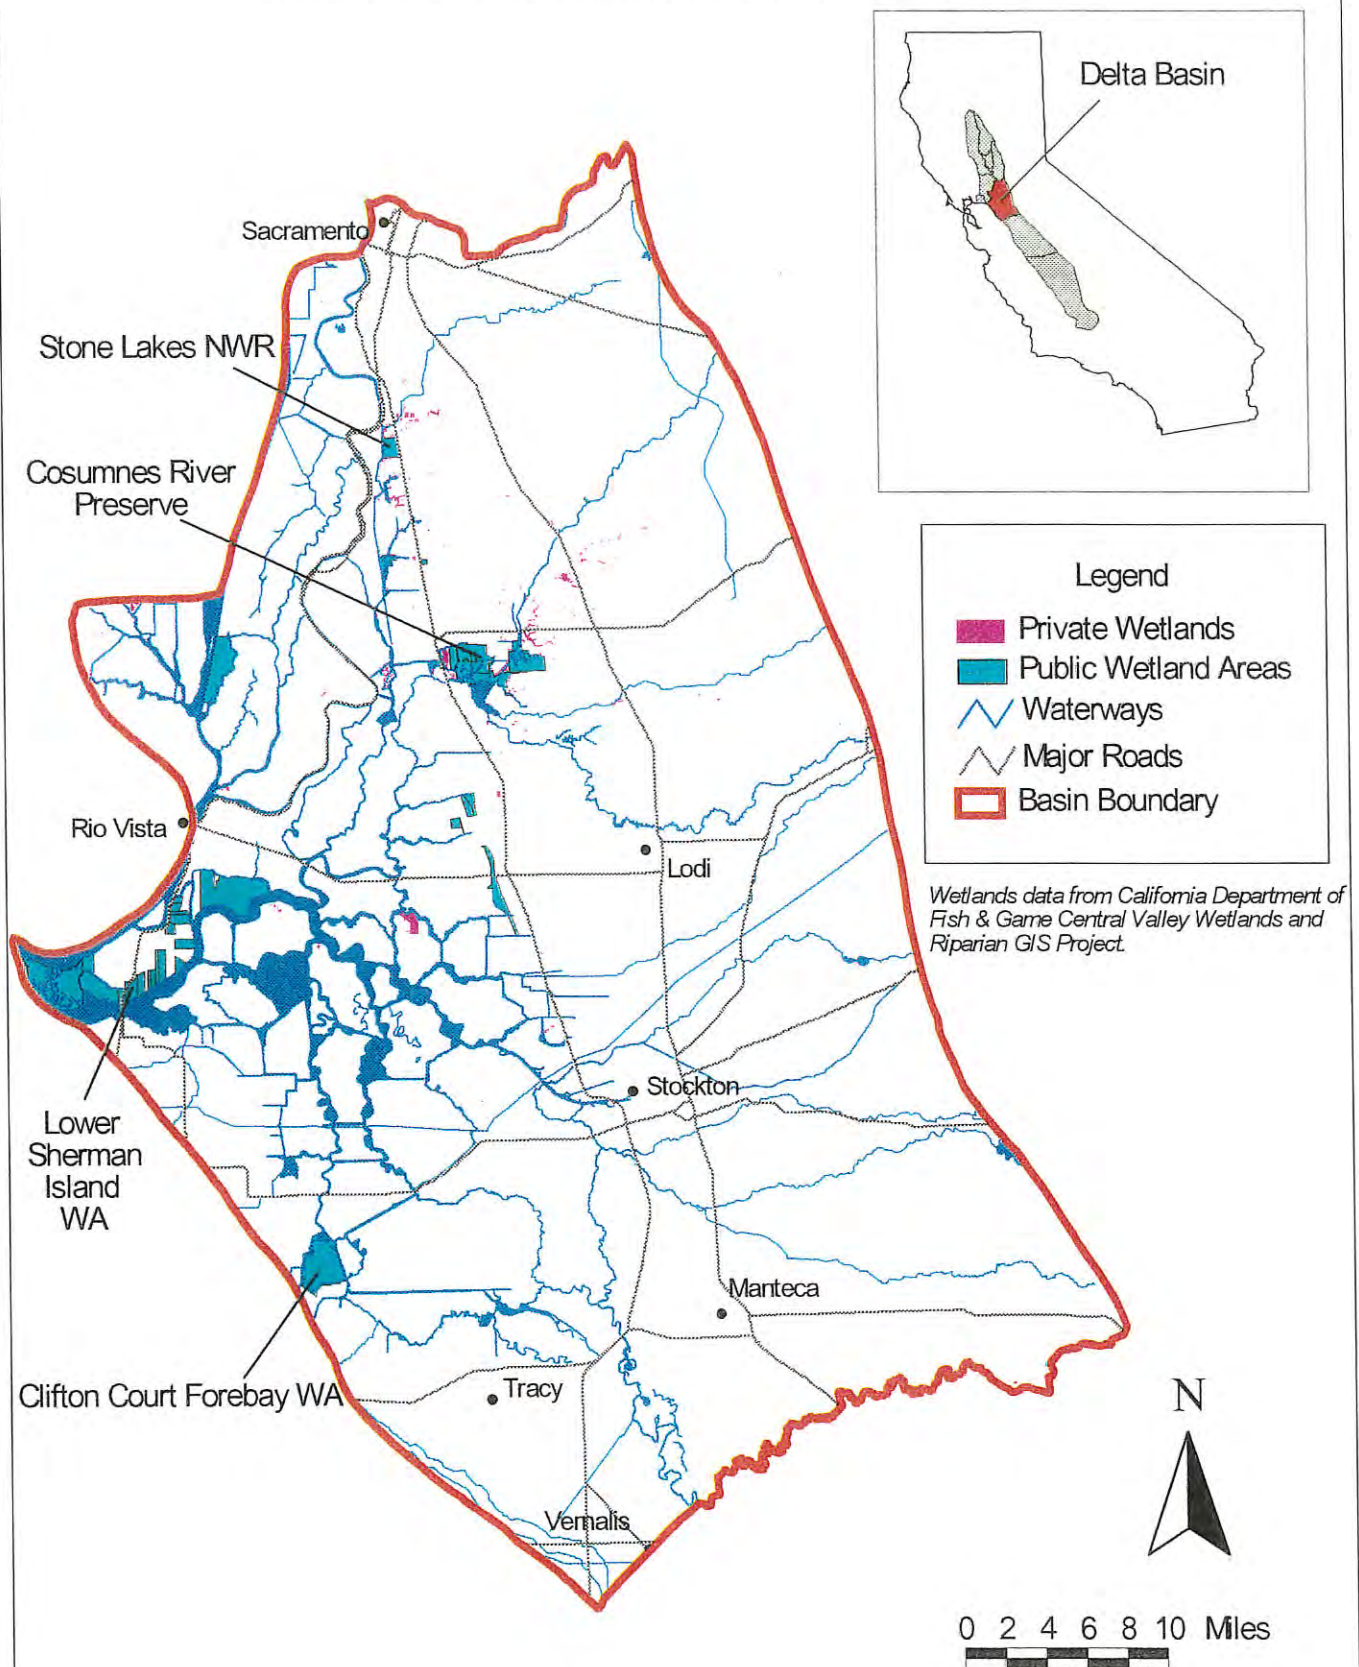 Delta Basin
Sacramento
Stone Lakes NWR
Cosumnes River
Preserve
Legend
Private Wetlands
Public Wetland Areas
Waterways
Major Roads
Basin Boundary
Rio Vista
Lodi
Wetlands data from California Department of
Fish & Game Central Valley Wetlands and
Riparian GIS Project.
Stockton
Lower
Sherman
Island
WA
Manteca
Clifton Court Forebay WA
Tracy
N
Vernalis
0 2 4 6 8 10 Miles